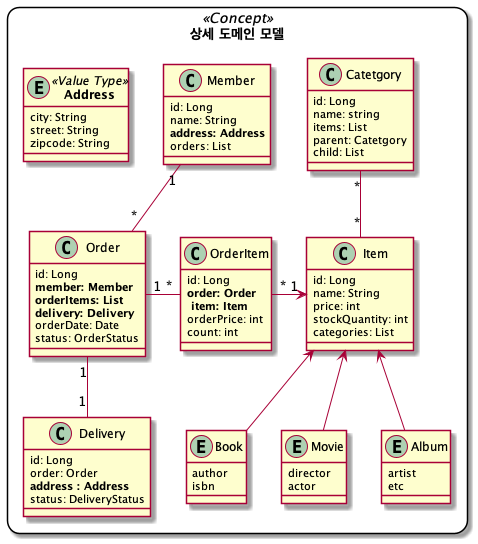 «Concept»
상세 도메인 모델
E «Value Type» Address
city: String
street: String
zipcode: String
C Member
id: Long
name: String
address: Address
orders: List
C Catetgory
id: Long
name: string
items: List
parent: Catetgory
child: List
1
*
*
*
C Order
id: Long
member: Member
orderItems: List
delivery: Delivery
orderDate: Date
status: OrderStatus
1 *
C OrderItem
id: Long
order: Order
item: Item
orderPrice: int
count: int
* 1
C Item
id: Long
name: String
price: int
stockQuantity: int
categories: List
1
1
C Delivery
id: Long
order: Order
address : Address
status: DeliveryStatus
E Book
author
isbn
E Movie
director
actor
E Album
artist
etc